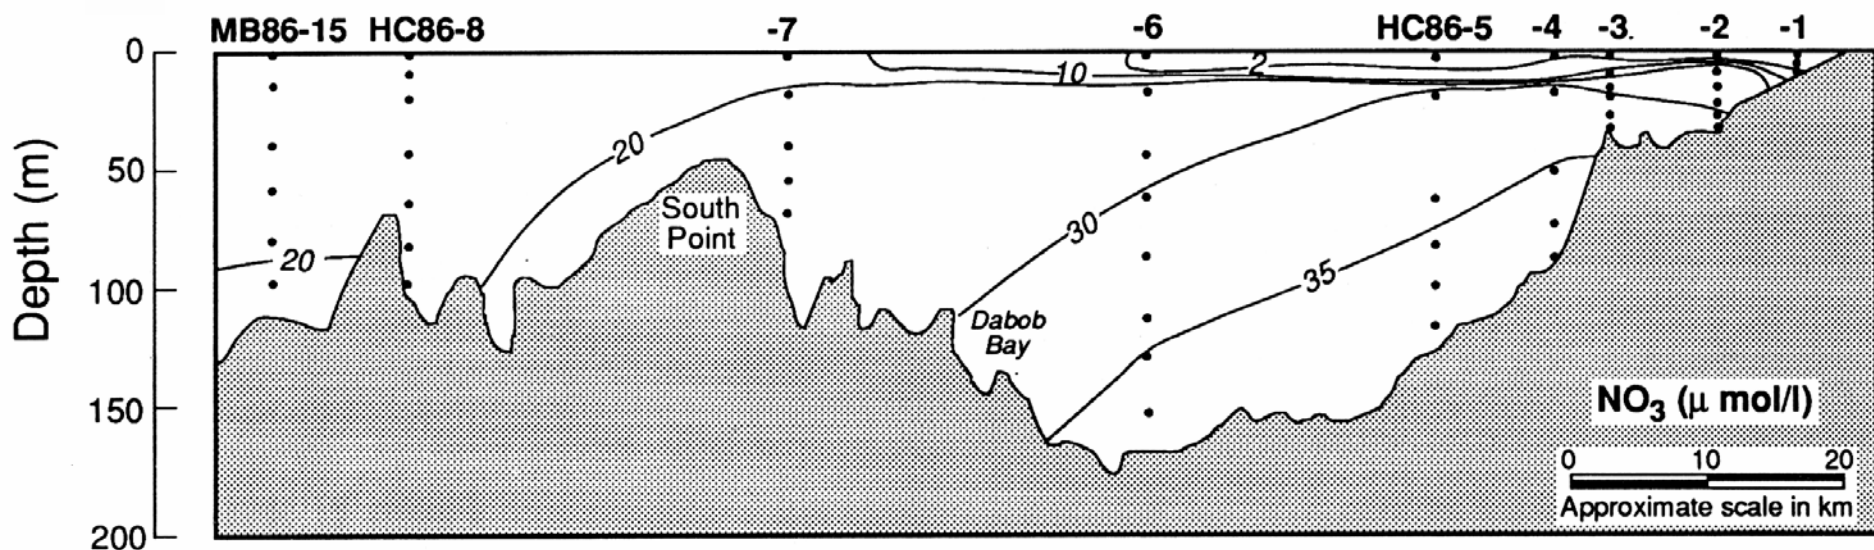 MB86-15 HC86-8 -7 -6 HC86-5 -4 -3 -2 -1
0
50
100
150
200
Depth (m)
10
2
20
20
30
35
South
Point
Dabob
Bay
NO3 (μ mol/l)
0 10 20
Approximate scale in km